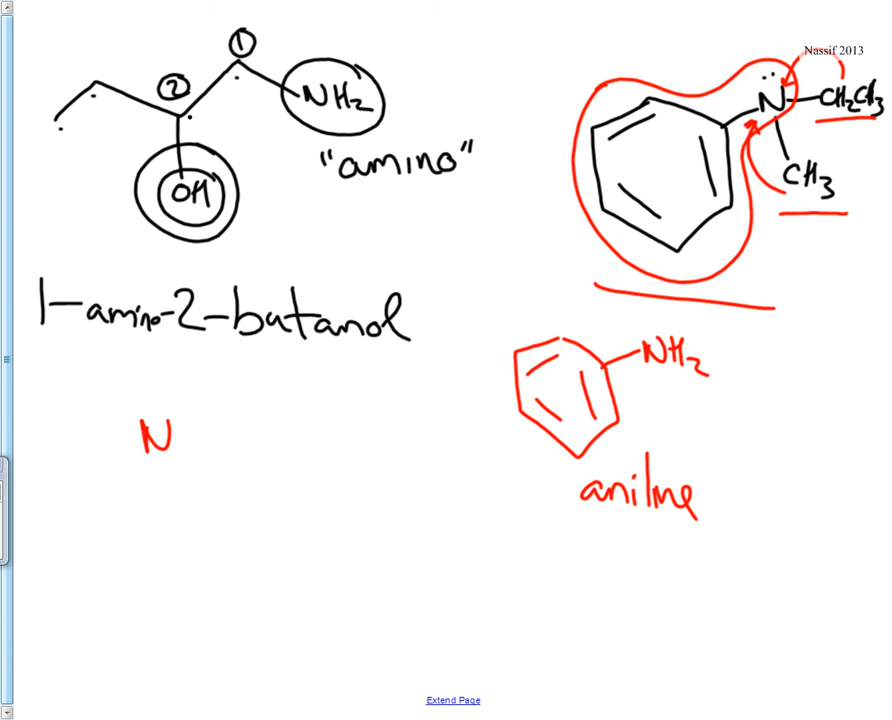 Nassif 2013
①
②
NH2
OH
"amino"
N
CH2CH3
CH3
1-amino-2-butanol
NH2
aniline
N
Extend Page